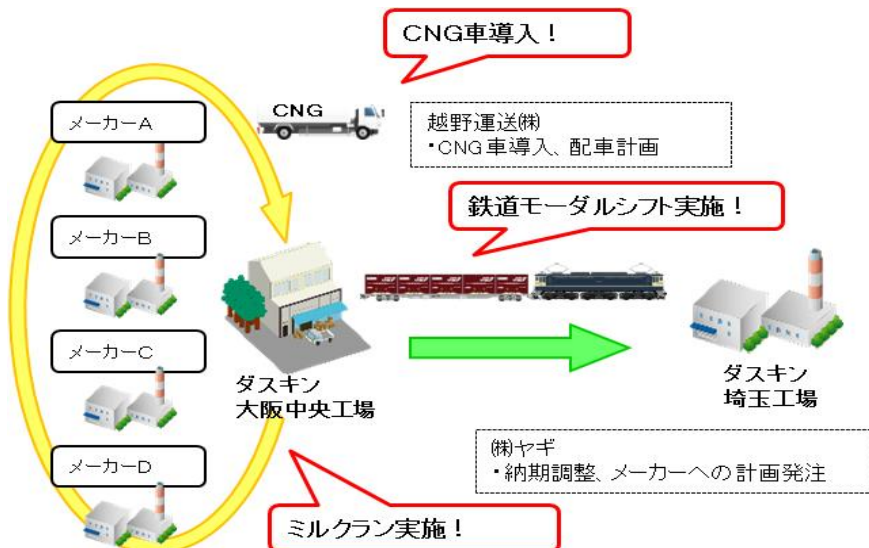 CNG車導入！
CNG
メーカーA
越野運送㈱
・CNG車導入、配車計画
鉄道モーダルシフト実施！
メーカーB
メーカーC
ダスキン
大阪中央工場
ダスキン
埼玉工場
メーカーD
㈱ヤギ
・納期調整、メーカーへの計画発注
ミルクラン実施！